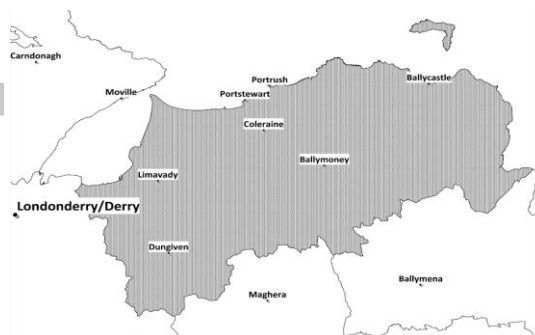 Carndonagh
Moville
Portrush
Portstewart
Ballycastle
Coleraine
Ballymoney
Limavady
Londonderry/Derry
Dungiven
Ballymena
Maghera